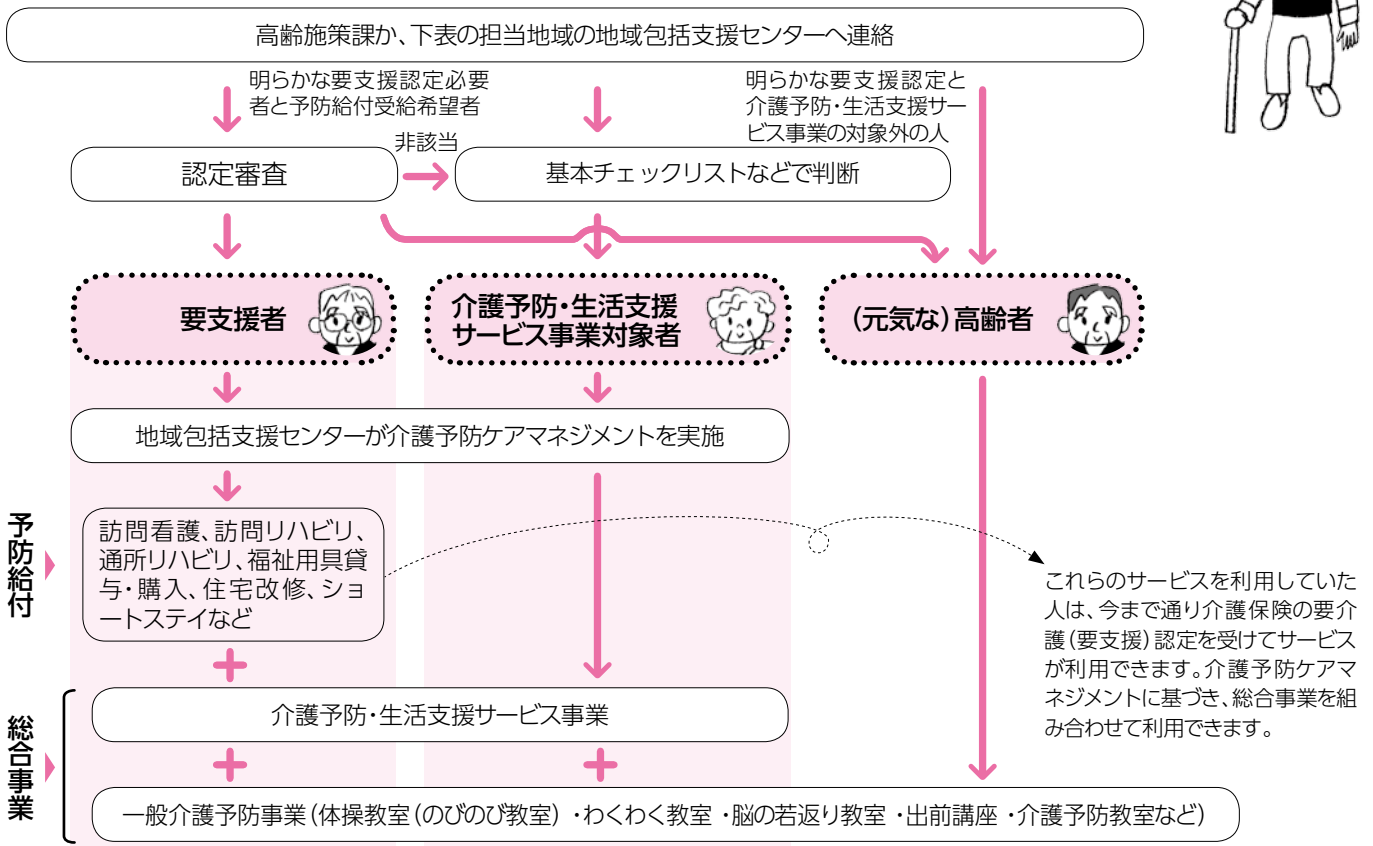 高齢施策課か、下表の担当地域の地域包括支援センターへ連絡
明らかな要支援認定必要
者と予防給付受給希望者
明らかな要支援認定と
介護予防・生活支援サー
ビス事業の対象外の人
認定審査
非該当
基本チェックリストなどで判断
要支援者
介護予防・生活支援
サービス事業対象者
(元気な)高齢者
地域包括支援センターが介護予防ケアマネジメントを実施
予防給付
訪問看護、訪問リハビリ、
通所リハビリ、福祉用具貸
与・購入、住宅改修、ショ
ートステイなど
これらのサービスを利用していた
人は、今まで通り介護保険の要介
護(要支援)認定を受けてサービス
が利用できます。介護予防ケアマ
ネジメントに基づき、総合事業を組
み合わせて利用できます。
総合事業
介護予防・生活支援サービス事業
一般介護予防事業(体操教室(のびのび教室)・わくわく教室・脳の若返り教室・出前講座・介護予防教室など)